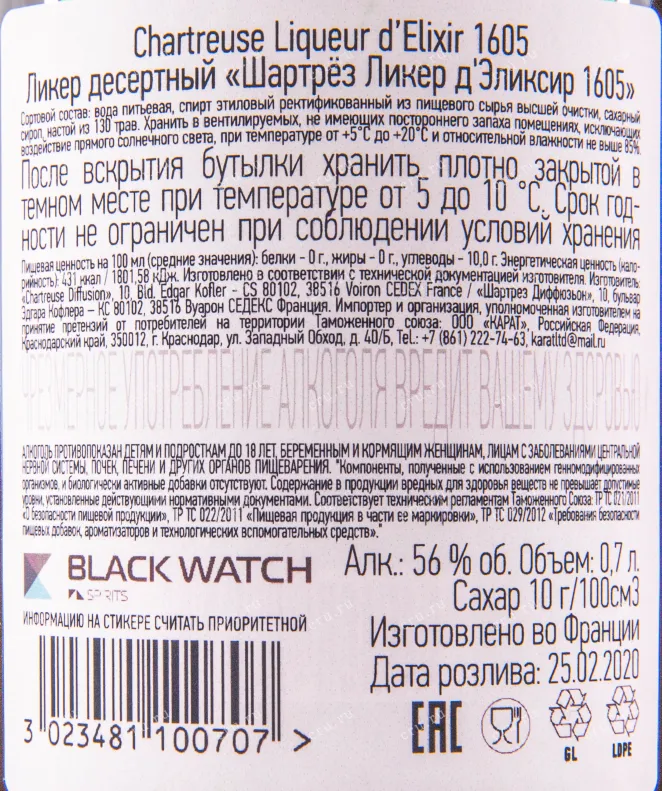 Chartreuse Liqueur d'Elixir 1605
Ликер десертный «Шартрёз Ликер д'Эликсир 1605»
Сортовой состав: вода питьевая, спирт этиловый ректификованный из пищевого сырья высшей очистки, сахарный
сироп, настой из 130 трав. Хранить в вентилируемых, не имеющих постороннего запаха помещениях, исключающих
воздействие прямого солнечного света, при температуре от +5°С до +20°С и относительной влажности не выше 85%.
После вскрытия бутылки хранить плотно закрытой в
темном месте при температуре от 5 до 10 °С. Срок год-
ности не ограничен при соблюдении условий хранения
Пищевая ценность на 100 мл (средние значения): белки - 0 г., жиры - 0 г., углеводы - 10,0 г. Энергетическая ценность (кало-
рийность): 431 ккал / 1801,58 кДж. Изготовлено в соответствии с технической документацией изготовителя. Изготовитель:
«Chartreuse Diffusion», 10, Bld. Edgar Kofler - CS 80102, 38516 Voiron CEDEX France / «Шартрез Диффюзьон», 10, бульвар
Эдгара Кофлера – КС 80102, 38516 Вуарон СЕДЕКС Франция. Импортер и организация, уполномоченная изготовителем на
принятие претензий от потребителей на территории Таможенного союза: ООО «КАРАТ», Российская Федерация,
Краснодарский край, 350012, г. Краснодар, ул. Западный Обход, д. 40/Б, Tel.: +7 (861) 222-74-63, karatltd@mail.ru
ЧРЕЗМЕРНОЕ УПОТРЕБЛЕНИЕ АЛКОГОЛЯ ВРЕДИТ ВАШЕМУ ЗДОРОВЬЮ
АЛКОГОЛЬ ПРОТИВОПОКАЗАН ДЕТЯМ И ПОДРОСТКАМ ДО 18 ЛЕТ, БЕРЕМЕННЫМ И КОРМЯЩИМ ЖЕНЩИНАМ, ЛИЦАМ С ЗАБОЛЕВАНИЯМИ ЦЕНТРАЛЬНОЙ
НЕРВНОЙ СИСТЕМЫ, ПОЧЕК, ПЕЧЕНИ И ДРУГИХ ОРГАНОВ ПИЩЕВАРЕНИЯ. "Компоненты, полученные с использованием генномодифицированных
организмов, и биологически активные добавки отсутствуют. Содержание в продукции вредных для здоровья веществ не превышает допустимые
уровни, установленные действующими нормативными документами. Соответствует техническим регламентам Таможенного Союза: ТР ТС 021/2011
«О безопасности пищевой продукции», ТР ТС 022/2011 «Пищевая продукция в части ее маркировки», ТР ТС 029/2012 «Требования безопасности
пищевых добавок, ароматизаторов и технологических вспомогательных средств»."
BLACK WATCH
SPIRITS
ИНФОРМАЦИЮ НА СТИКЕРЕ СЧИТАТЬ ПРИОРИТЕТНОЙ
Алк.: 56 % об. Объем: 0,7 л.
Сахар 10 г/100см3
Изготовлено во Франции
Дата розлива: 25.02.2020
3 023481 100707 >
EAC
GL
LDPE